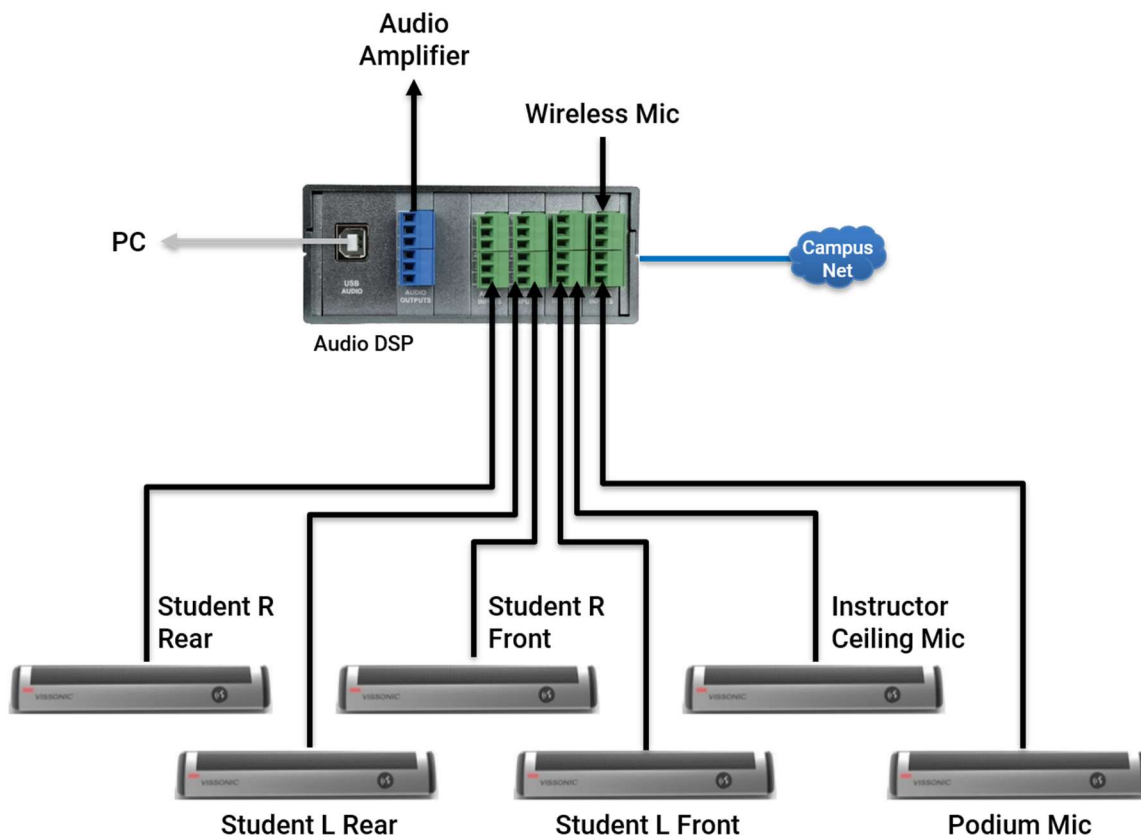 Audio
Amplifier
Wireless Mic
PC
Campus
Net
USB
AUDIO
AUDIO
OUTPUTS
INPUTS
Audio DSP
Student R
Rear
Student R
Front
Instructor
Ceiling Mic
VISSONIC
VISSONIC
VISSONIC
VISSONIC
VISSONIC
VISSONIC
Student L Rear
Student L Front
Podium Mic